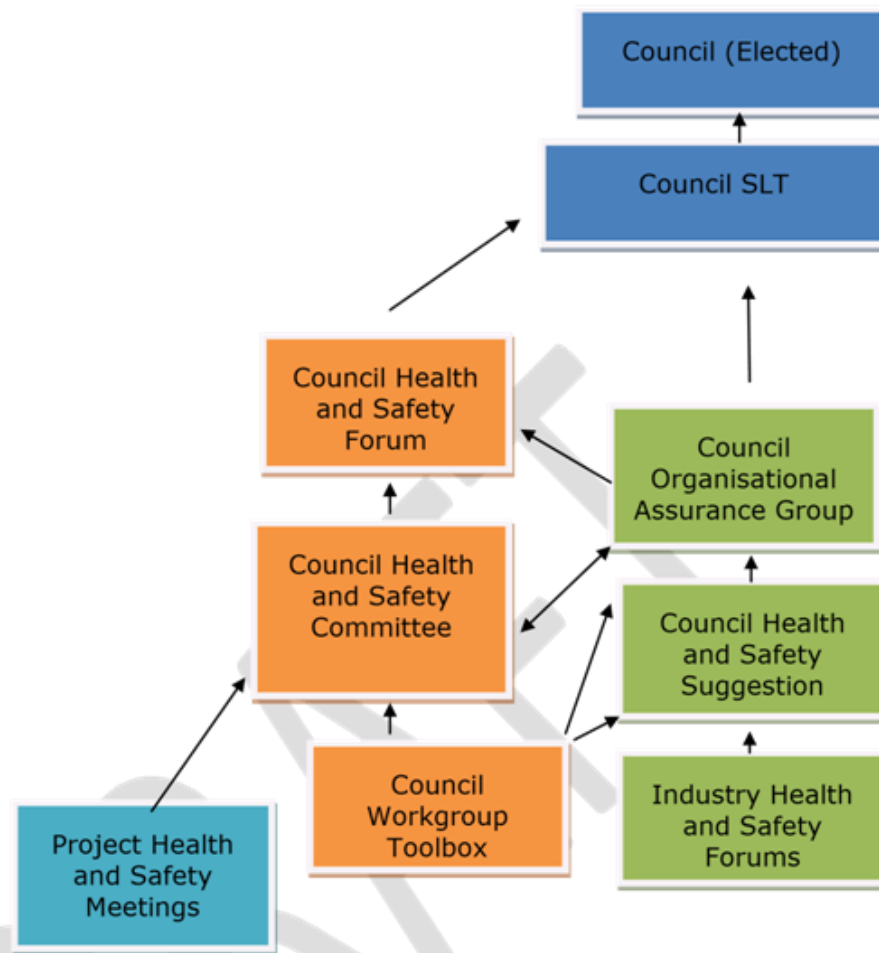 Council (Elected)
Council SLT
Council Health
and Safety
Forum
Council
Organisational
Assurance Group
Council Health
and Safety
Committee
Council Health
and Safety
Suggestion
Council
Workgroup
Toolbox
Industry Health
and Safety
Forums
Project Health
and Safety
Meetings